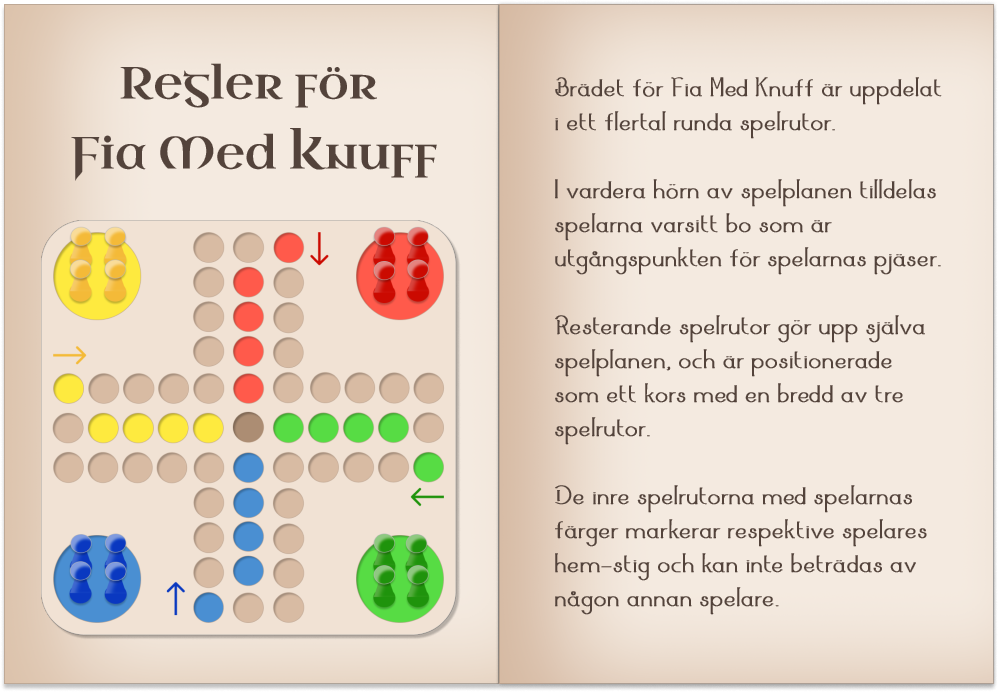 Regler för
Fia Med Knuff
Brädet för Fia Med Knuff är uppdelat
i ett flertal runda spelrutor.
I vardera hörn av spelplanen tilldelas
spelarna varsitt bo som är
utgångspunkten för spelarnas pjäser.
Resterande spelrutor gör upp själva
spelplanen, och är positionerade
som ett kors med en bredd av tre
spelrutor.
De inre spelrutorna med spelarnas
färger markerar respektive spelares
hem-stig och kan inte beträdas av
någon annan spelare.